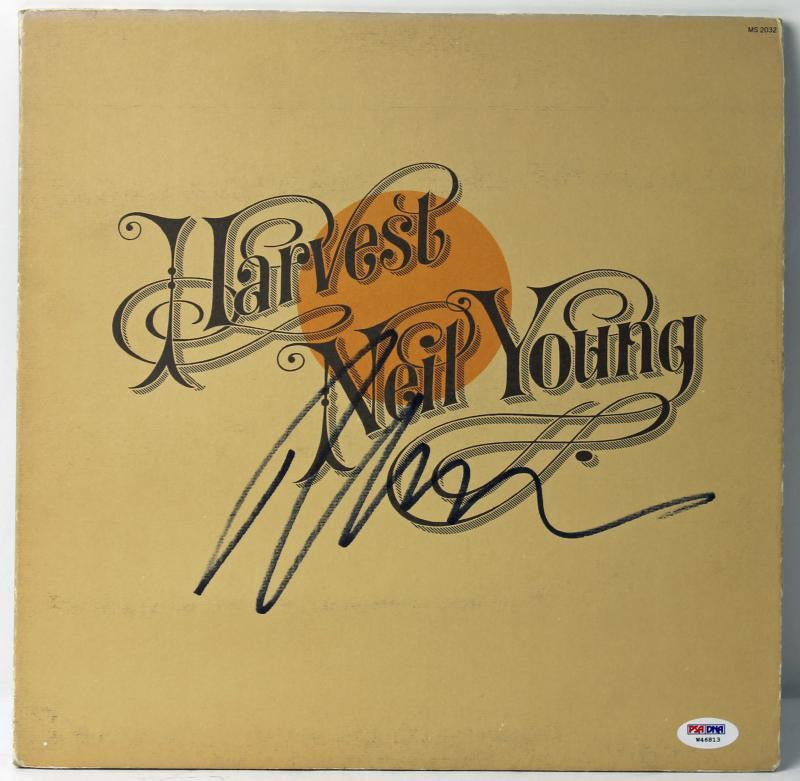 MS 2032
Harvest
Neil Young
PSA DNA
W46813